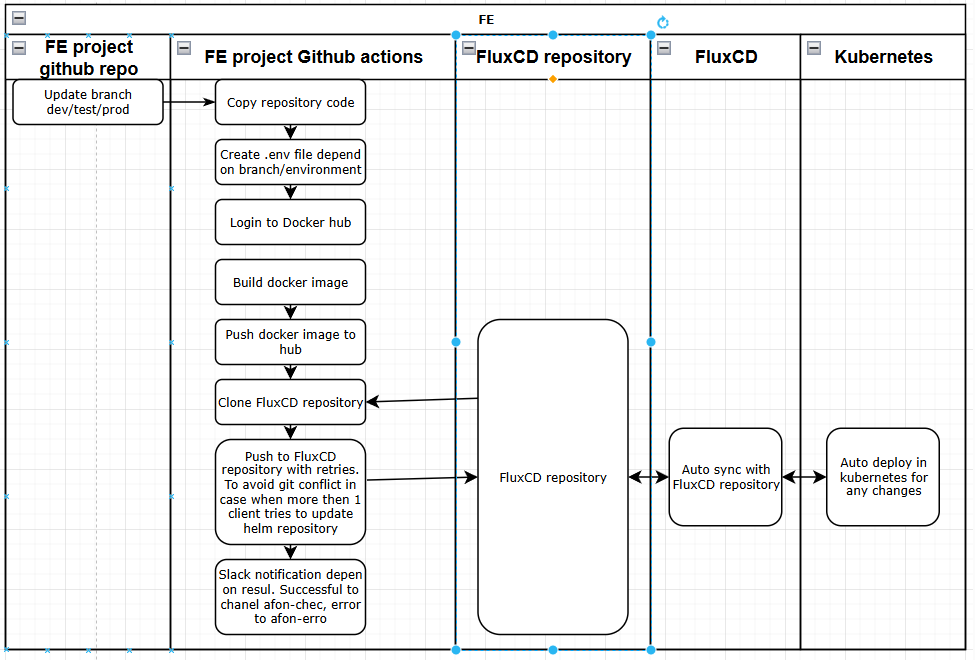 FE
FE project
github repo
FE project Github actions
FluxCD repository
FluxCD
Kubernetes
Update branch
dev/test/prod
Copy repository code
Create .env file depend
on branch/environment
Login to Docker hub
Build docker image
Push docker image to
hub
Clone FluxCD repository
Push to FluxCD
repository with retries.
To avoid git conflict in
case when more then 1
client tries to update
helm repository
Slack notification depen
on resul. Successful to
chanel afon-chec, error
to afon-erro
FluxCD repository
Auto sync with
FluxCD repository
Auto deploy in
kubernetes for
any changes